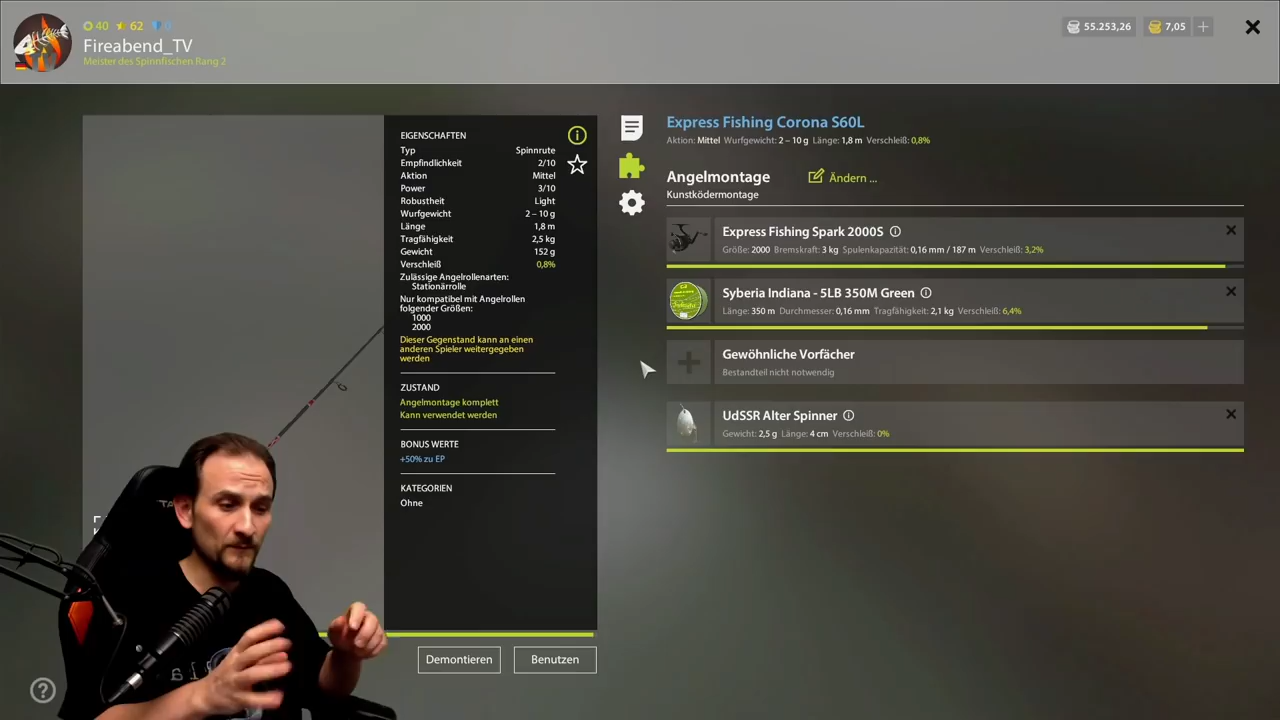 40 62 0
Fireabend_TV
Meister des Spinnfischen Rang 2
55.253,26 7,05 +
EIGENSCHAFTEN
Typ Spinnrute
Empfindlichkeit 2/10
Aktion Mittel
Power 3/10
Robustheit Light
Wurfgewicht 2 – 10 g
Länge 1,8 m
Tragfähigkeit 2,5 kg
Gewicht 152 g
Verschleiß 0,8%
Zulässige Angelrollenarten:
Stationärrolle
Nur kompatibel mit Angelrollen
folgender Größen:
1000
2000
Dieser Gegenstand kann an einen
anderen Spieler weitergegeben
werden
ZUSTAND
Angelmontage komplett
Kann verwendet werden
BONUS WERTE
+50% zu EP
KATEGORIEN
Ohne
Demontieren Benutzen
Express Fishing Corona S60L
Aktion: Mittel Wurfgewicht: 2 – 10 g Länge: 1,8 m Verschleiß: 0,8%
Angelmontage Ändern ...
Kunstködermontage
Express Fishing Spark 2000S
Größe: 2000 Bremskraft: 3 kg Spulenkapazität: 0,16 mm / 187 m Verschleiß: 3,2%
Syberia Indiana - 5LB 350M Green
Länge: 350 m Durchmesser: 0,16 mm Tragfähigkeit: 2,1 kg Verschleiß: 6,4%
Gewöhnliche Vorfächer
Bestandteil nicht notwendig
UdSSR Alter Spinner
Gewicht: 2,5 g Länge: 4 cm Verschleiß: 0%
?